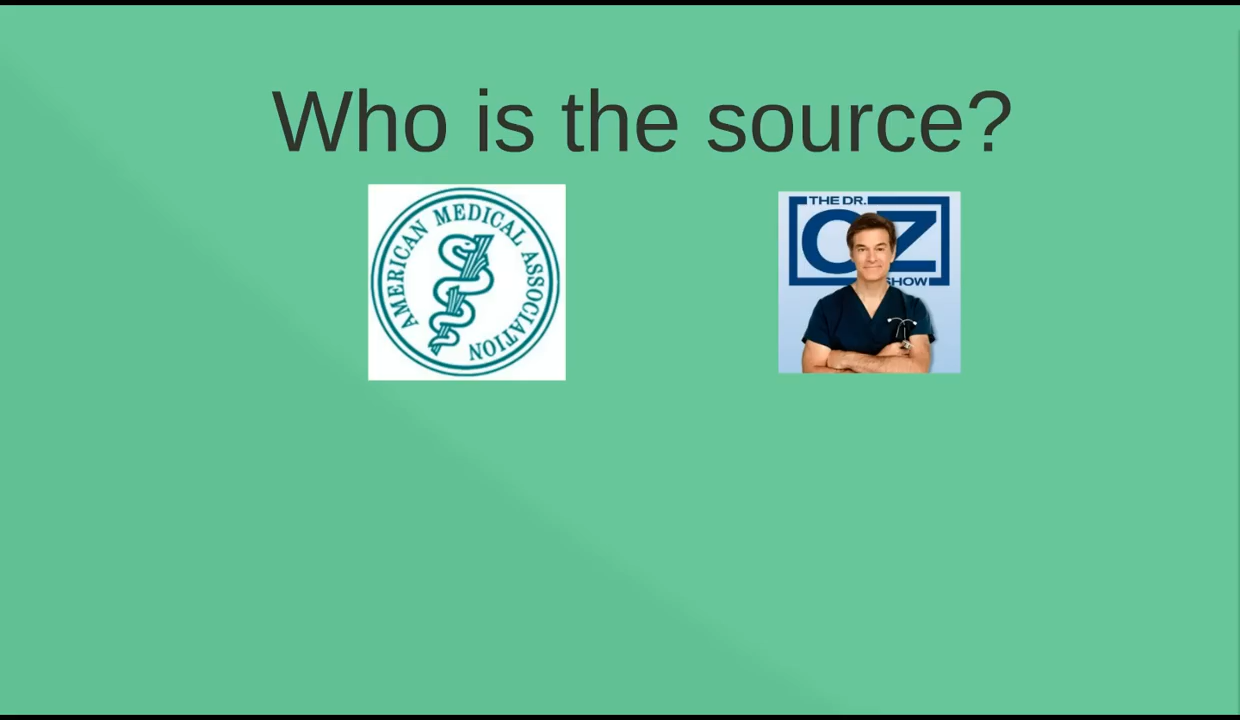 Who is the source?
AMERICAN MEDICAL ASSOCIATION
THE DR.
OZ
SHOW